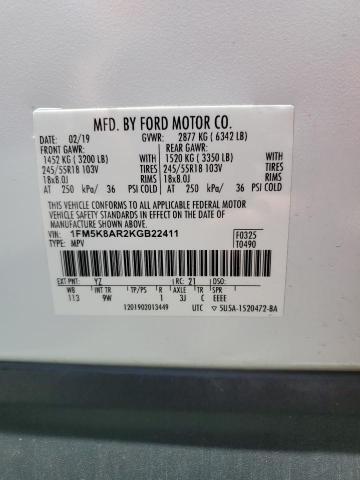 MFD. BY FORD MOTOR CO.
DATE: 02/19 GVWR: 2877 KG (6342 LB)
FRONT GAWR: REAR GAWR:
1452 KG (3200 LB) WITH 1520 KG (3350 LB) WITH
245/55R18 103V TIRES 245/55R18 103V TIRES
18x8.0J RIMS 18x8.0J RIMS
AT 250 kPa/ 36 PSI COLD AT 250 kPa/ 36 PSI COLD
THIS VEHICLE CONFORMS TO ALL APPLICABLE FEDERAL MOTOR
VEHICLE SAFETY AND THEFT PREVENTION STANDARDS IN EFFECT ON THE DATE OF
MANUFACTURE SHOWN ABOVE.
VIN: 1FM5K8AR2KGB22411 F0325
TYPE: MPV T0490
EXT PNT: YZ RC: 21 DSO:
WB INT TR TP/PS R AXLE TR
113 9W 1 3J C EEEE
1201902013449 UTC ▽5U5A-1520472-BA